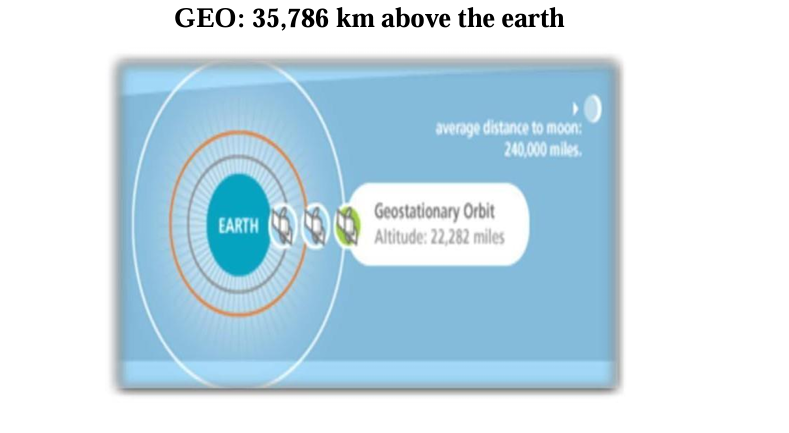 GEO: 35,786 km above the earth
average distance to moon:
240,000 miles.
EARTH
Geostationary Orbit
Altitude: 22,282 miles